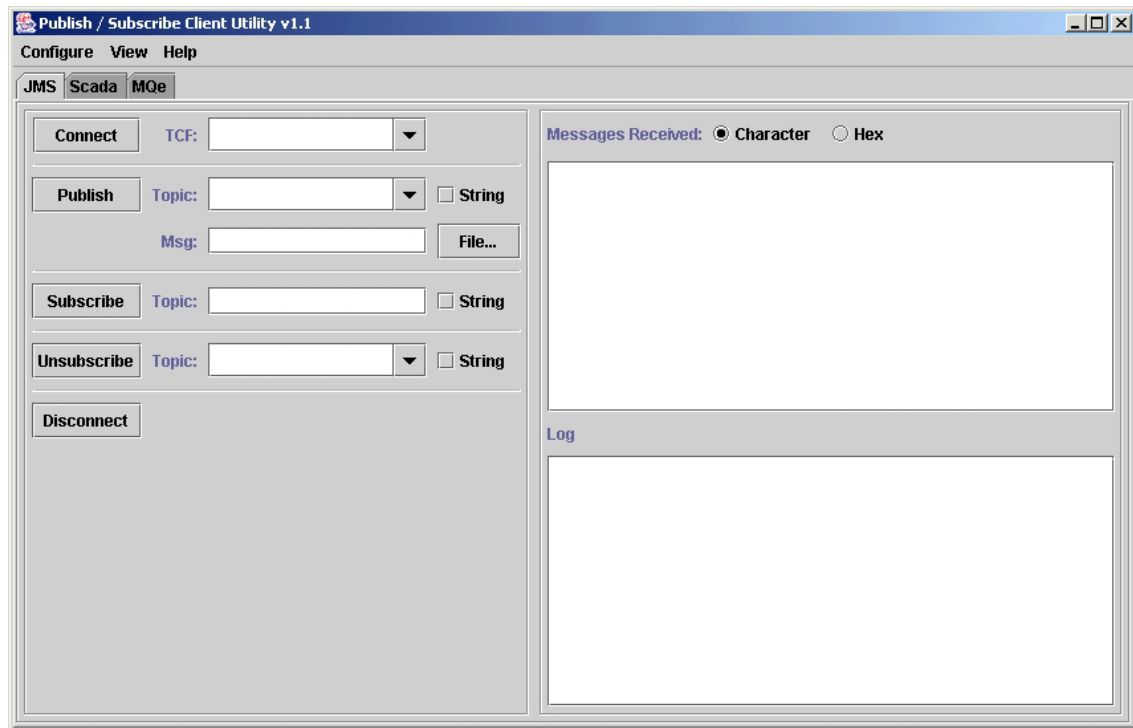 Publish / Subscribe Client Utility v1.1
Configure View Help
JMS Scada MQe
Connect TCF:
Publish Topic: String
Msg: File...
Subscribe Topic: String
Unsubscribe Topic: String
Disconnect
Messages Received: Character Hex
Log